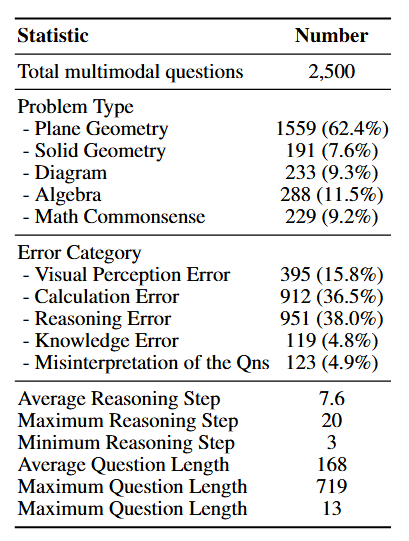 Statistic Number
Total multimodal questions 2,500
Problem Type
- Plane Geometry 1559 (62.4%)
- Solid Geometry 191 (7.6%)
- Diagram 233 (9.3%)
- Algebra 288 (11.5%)
- Math Commonsense 229 (9.2%)
Error Category
- Visual Perception Error 395 (15.8%)
- Calculation Error 912 (36.5%)
- Reasoning Error 951 (38.0%)
- Knowledge Error 119 (4.8%)
- Misinterpretation of the Qns 123 (4.9%)
Average Reasoning Step 7.6
Maximum Reasoning Step 20
Minimum Reasoning Step 3
Average Question Length 168
Maximum Question Length 719
Maximum Question Length 13